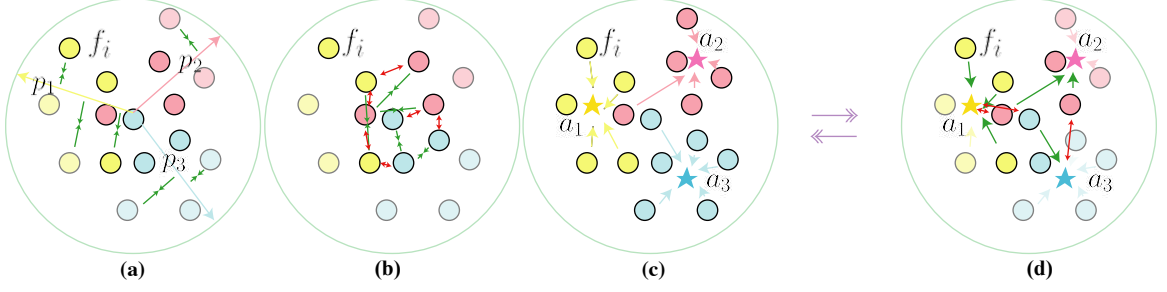 f_i
p_1
p_2
p_3
(a)
f_i
(b)
f_i
a_1
a_2
a_3
(c)
f_i
a_1
a_2
a_3
(d)